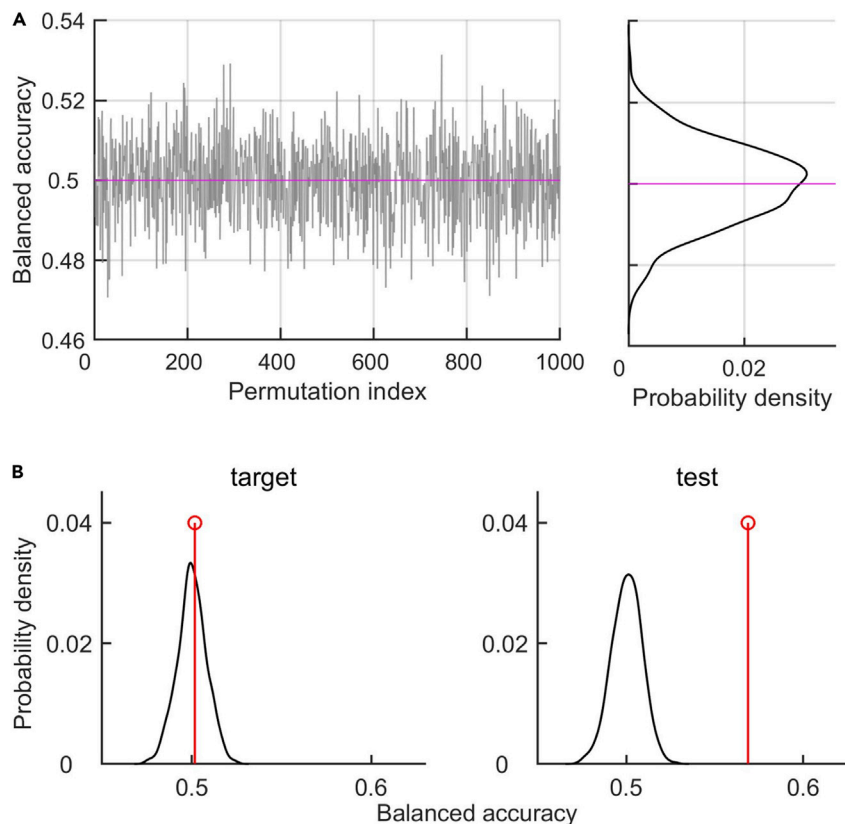 A
Balanced accuracy
0.54
0.52
0.5
0.48
0.46
0 200 400 600 800 1000
Permutation index
0 0.02
Probability density
B
target
Probability density
0.04
0.02
0
0.5 0.6
test
0.04
0.02
0
0.5 0.6
Balanced accuracy